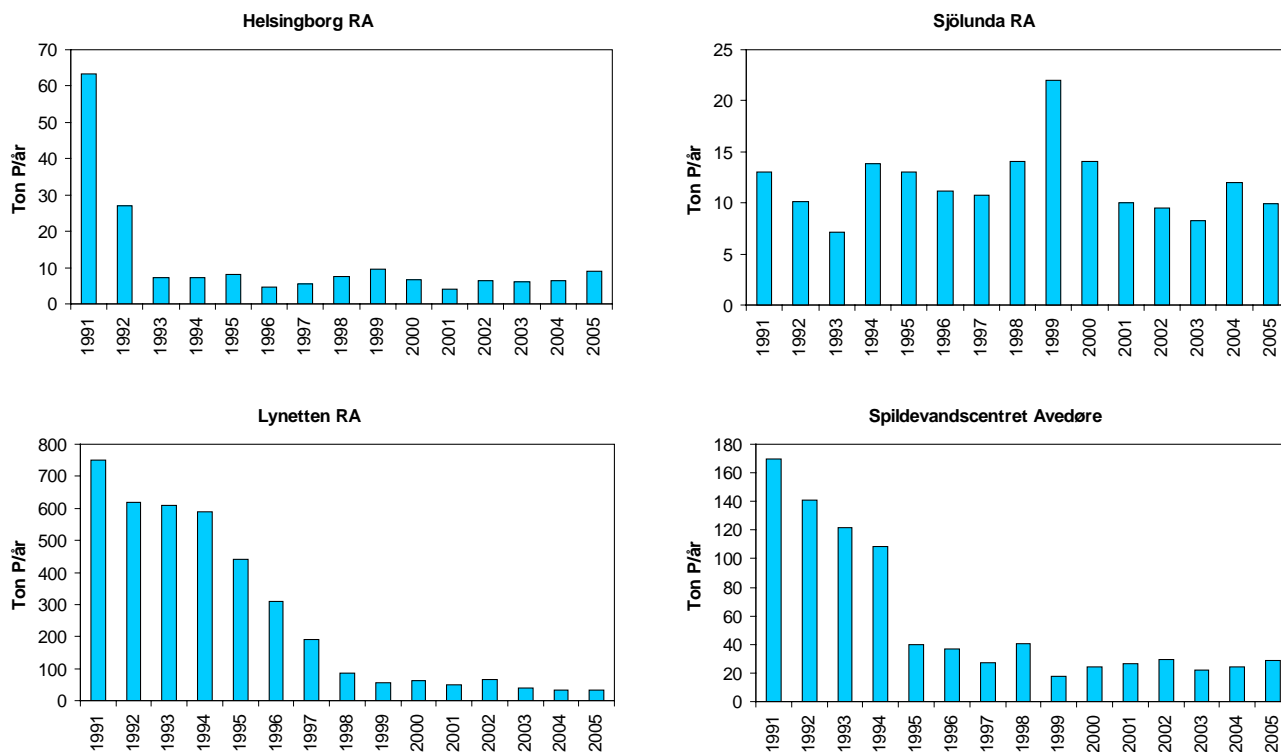 Helsingborg RA
70
60
50
40
30
20
10
0
Ton P/år
1991 1992 1993 1994 1995 1996 1997 1998 1999 2000 2001 2002 2003 2004 2005
Sjölunda RA
25
20
15
10
5
0
Ton P/år
1991 1992 1993 1994 1995 1996 1997 1998 1999 2000 2001 2002 2003 2004 2005
Lynetten RA
800
700
600
500
400
300
200
100
0
Ton P/år
1991 1992 1993 1994 1995 1996 1997 1998 1999 2000 2001 2002 2003 2004 2005
Spildevandscentret Avedøre
180
160
140
120
100
80
60
40
20
0
Ton P/år
1991 1992 1993 1994 1995 1996 1997 1998 1999 2000 2001 2002 2003 2004 2005